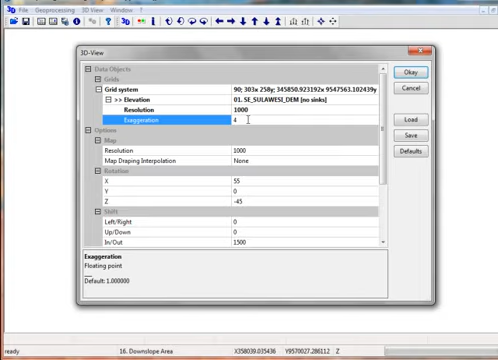 File Geoprocessing 3D View Window ?
3D-View
Data Objects
Grids
Grid system 90; 303x 258y; 345850.923192x 9547563.102439y
>> Elevation 01. SE_SULAWESI_DEM [no sinks]
Resolution 1000
Exaggeration 4
Options
Map
Resolution 1000
Map Draping Interpolation None
Rotation
X 55
Y 0
Z -45
Shift
Left/Right 0
Up/Down 0
In/Out 1500
Okay
Cancel
Load
Save
Defaults
Exaggeration
Floating point
Default: 1.000000
ready 16. Downslope Area X358039.035436 Y9570027.286112 Z